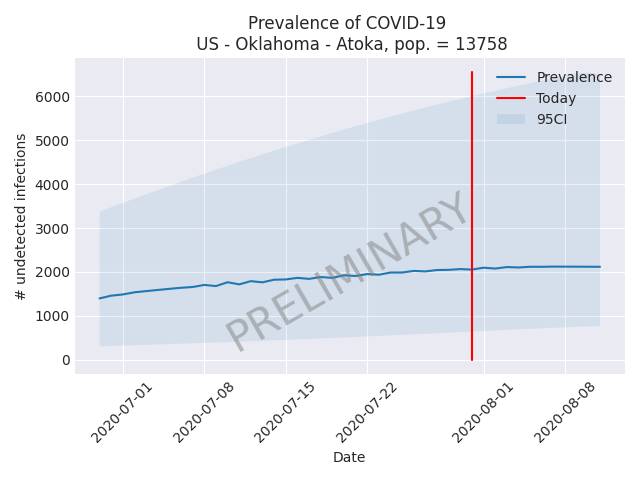 Prevalence of COVID-19
US - Oklahoma - Atoka, pop. = 13758
Prevalence
Today
95CI
# undetected infections
6000
5000
4000
3000
2000
1000
0
PRELIMINARY
2020-07-01
2020-07-08
2020-07-15
2020-07-22
2020-08-01
2020-08-08
Date